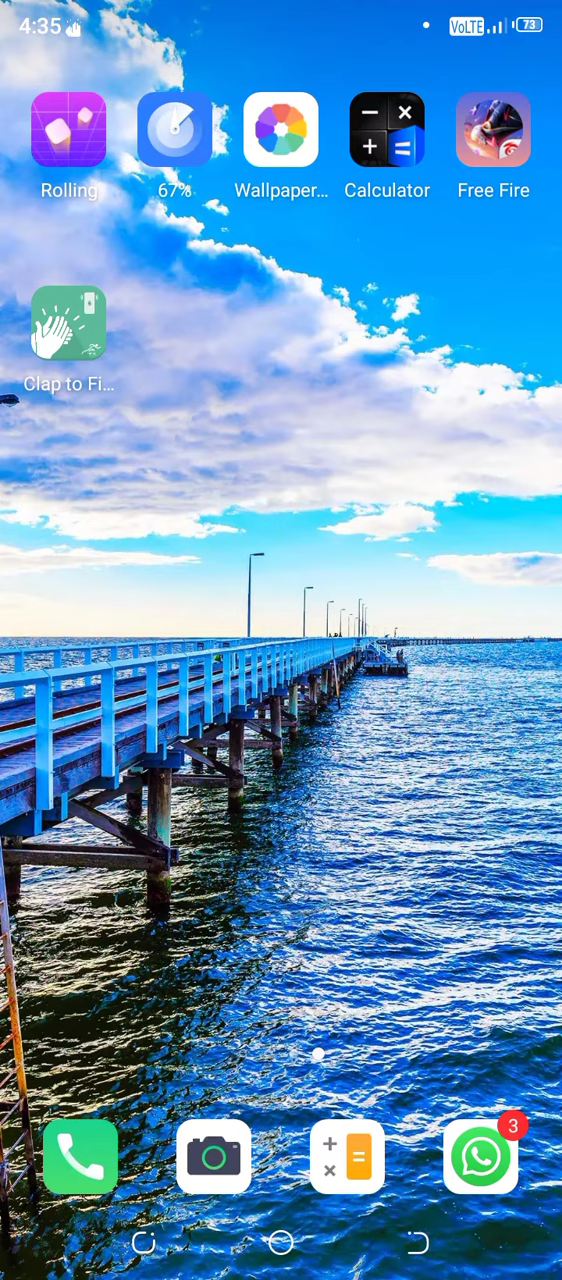 4:35
VoLTE
73
Rolling
67%
Wallpaper...
Calculator
Free Fire
Clap to Fi...
3